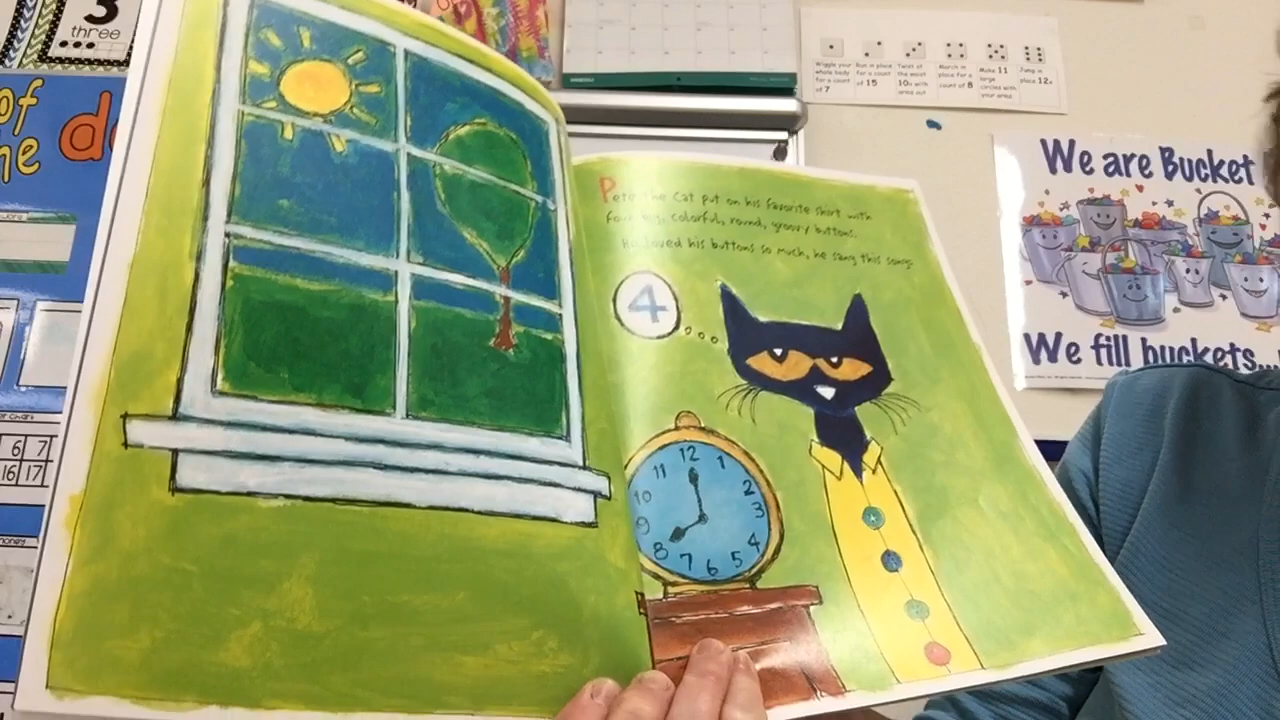 3
three
of
he d
6 7
16 17
Wiggle your whole body for a count of 7
Run in place for a count of 15
Twist at the waist 10x with arms out
March in place for a count of 8
Make 11 large circles with your arms
Jump in place 12x
We are Bucket
We fill buckets...
Pete the Cat put on his favorite shirt with
four big, colorful, round, groovy buttons.
He loved his buttons so much, he sang this song:
4
12
1
2
3
4
5
6
7
8
9
10
11